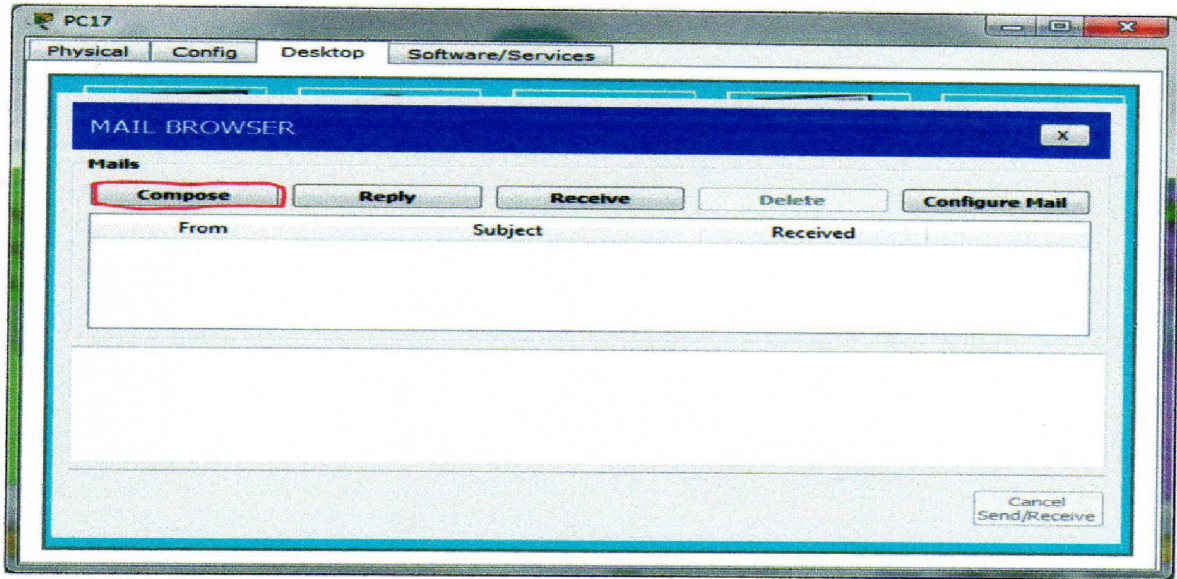 PC17
Physical Config Desktop Software/Services
MAIL BROWSER X
Mails
Compose Reply Receive Delete Configure Mail
From Subject Received
Cancel
Send/Receive